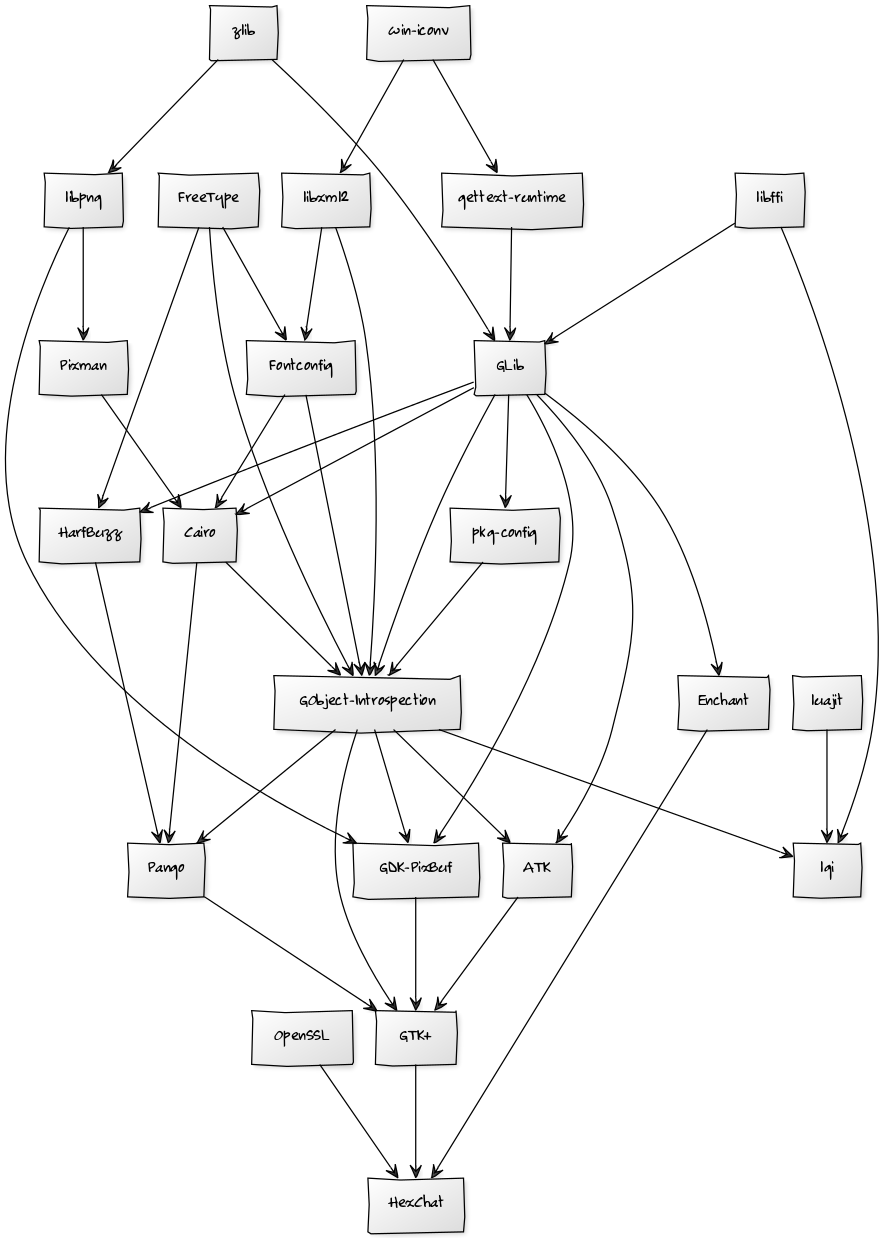 zlib
win-iconv
libpng
FreeType
libxml2
gettext-runtime
libffi
Pixman
Fontconfig
GLib
HarfBuzz
Cairo
pkg-config
GObject-Introspection
Enchant
luajit
Pango
GDK-PixBuf
ATK
lgi
OpenSSL
GTK+
HexChat